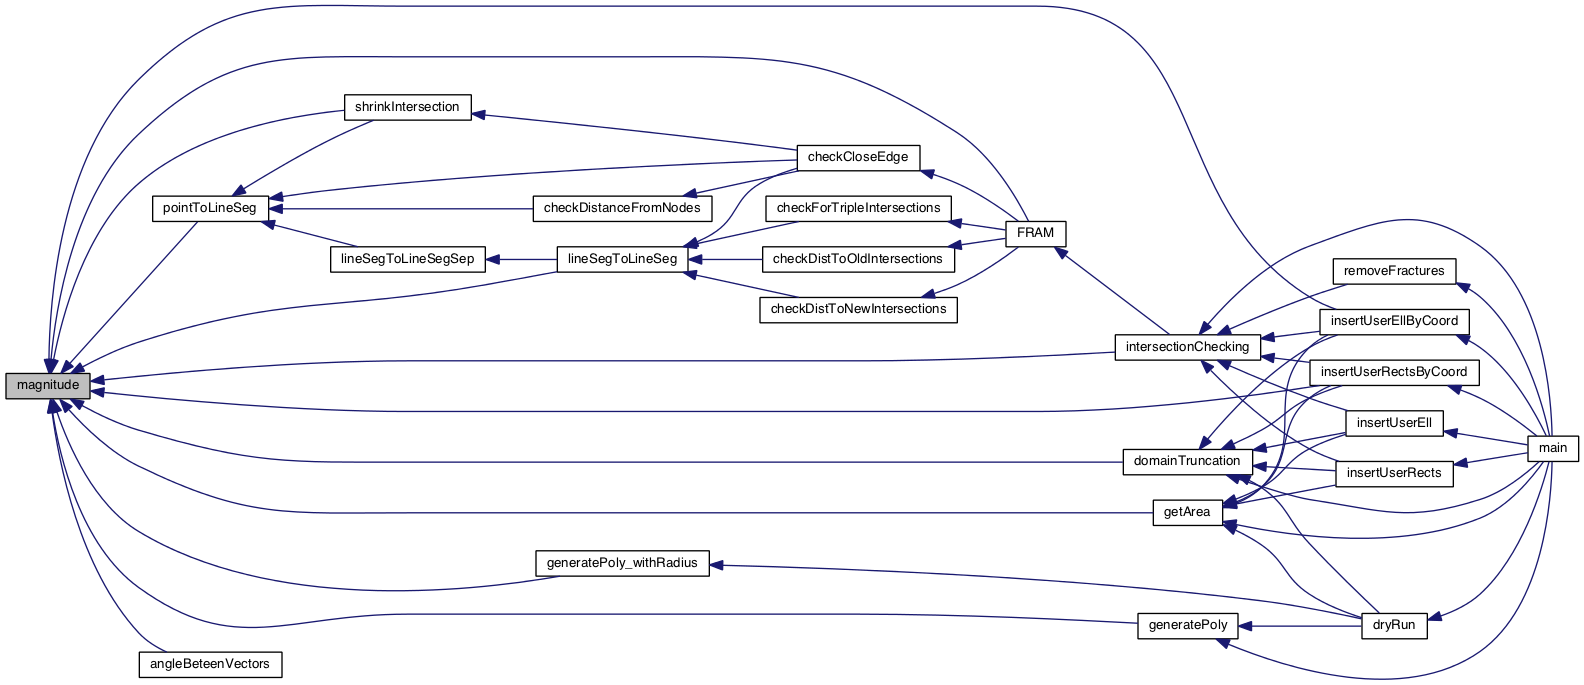 shrinkIntersection
checkCloseEdge
pointToLineSeg
checkDistanceFromNodes
checkForTripleIntersections
FRAM
lineSegToLineSegSep
lineSegToLineSeg
checkDistToOldIntersections
removeFractures
checkDistToNewIntersections
insertUserEllByCoord
intersectionChecking
magnitude
insertUserRectsByCoord
insertUserEll
main
domainTruncation
insertUserRects
getArea
generatePoly_withRadius
generatePoly
dryRun
angleBeteenVectors